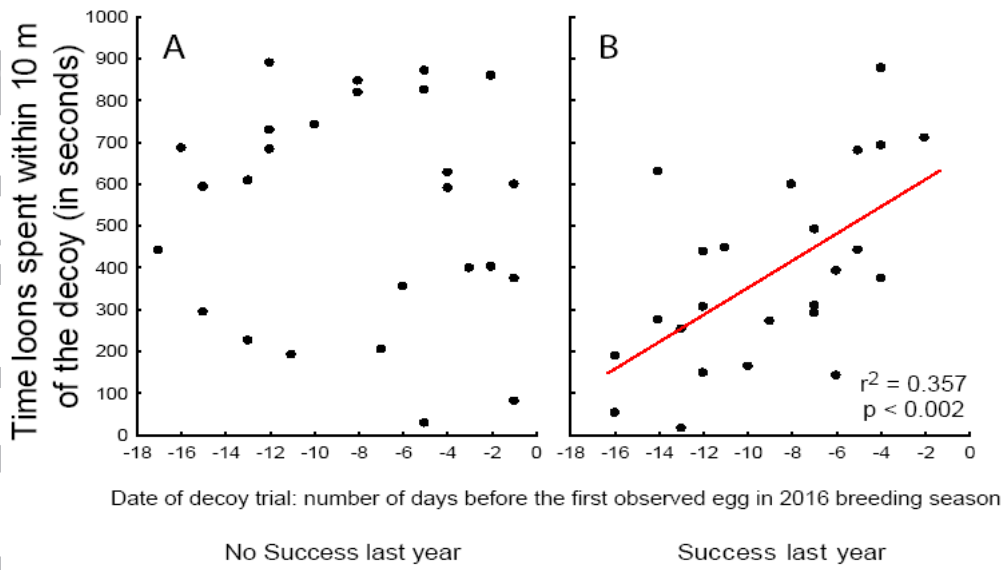 Time loons spent within 10 m
of the decoy (in seconds)
1000
900
800
700
600
500
400
300
200
100
0
A
-18 -16 -14 -12 -10 -8 -6 -4 -2 0
B
r² = 0.357
p < 0.002
-18 -16 -14 -12 -10 -8 -6 -4 -2 0
Date of decoy trial: number of days before the first observed egg in 2016 breeding season
No Success last year
Success last year